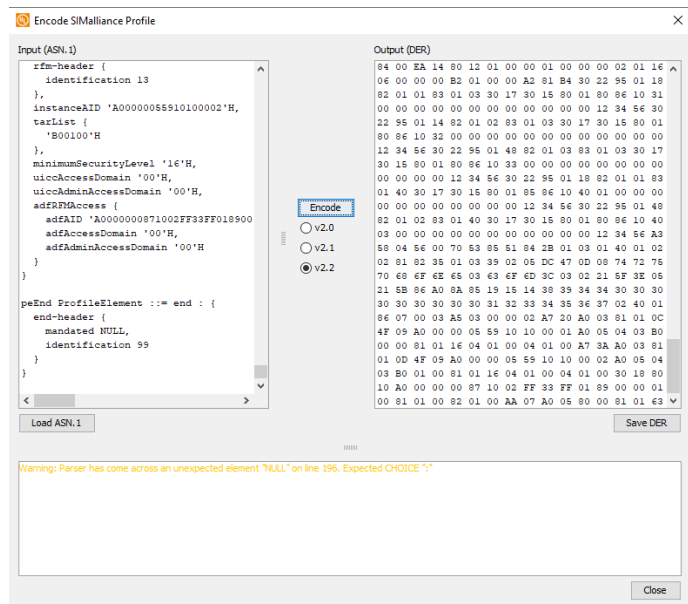 Encode SIMalliance Profile
Input (ASN.1)
rfm-header {
identification 13
},
instanceAID 'A00000055910100002'H,
tarList {
'B00100'H
},
minimumSecurityLevel '16'H,
uiccAccessDomain '00'H,
uiccAdminAccessDomain '00'H,
adfRFMAccess {
adfAID 'A0000000871002FF33FF018900
adfAccessDomain '00'H,
adfAdminAccessDomain '00'H
}
}
peEnd ProfileElement ::= end : {
end-header {
mandated NULL,
identification 99
}
}
Load ASN.1
Encode
v2.0
v2.1
v2.2
Output (DER)
84 00 EA 14 80 12 01 00 00 01 00 00 00 02 01 16
06 00 00 00 B2 01 00 00 A2 81 B4 30 22 95 01 18
82 01 01 83 01 03 30 17 30 15 80 01 80 86 10 31
00 00 00 00 00 00 00 00 00 00 00 12 34 56 30
22 95 01 14 82 01 02 83 01 03 30 17 30 15 80 01
80 86 10 32 00 00 00 00 00 00 00 00 00 00 00 00
12 34 56 30 22 95 01 48 82 01 03 83 01 03 30 17
30 15 80 01 80 86 10 33 00 00 00 00 00 00 00 00
00 00 00 00 12 34 56 30 22 95 01 18 82 01 01 83
01 40 30 17 30 15 80 01 85 86 10 40 01 00 00 00
00 00 00 00 00 00 00 00 12 34 56 30 22 95 01 48
82 01 02 83 01 40 30 17 30 15 80 01 80 86 10 40
03 00 00 00 00 00 00 00 00 00 00 00 12 34 56 A3
58 04 56 00 70 53 85 51 84 2B 01 03 01 40 01 02
02 81 82 35 01 03 39 02 05 DC 47 0D 08 74 72 75
70 68 6F 6E 65 03 63 6F 6D 3C 03 02 21 5F 3E 05
21 5B 86 A0 8A 85 19 15 14 38 39 34 34 30 30 30
30 30 30 30 30 30 31 32 33 34 35 36 37 02 40 01
86 07 00 03 A5 03 00 00 02 A7 20 A0 03 81 01 0C
4F 09 A0 00 00 05 59 10 10 00 01 A0 05 04 03 B0
00 00 81 01 16 04 01 00 04 01 00 A7 3A A0 03 81
01 0D 4F 09 A0 00 00 05 59 10 10 00 02 A0 05 04
03 B0 01 00 81 01 16 04 01 00 04 01 00 30 18 80
10 A0 00 00 00 87 10 02 FF 33 FF 01 89 00 00 01
00 81 01 00 82 01 00 AA 07 A0 05 80 00 81 01 63
Save DER
Warning: Parser has come across an unexpected element "NULL" on line 196. Expected CHOICE ":"
Close